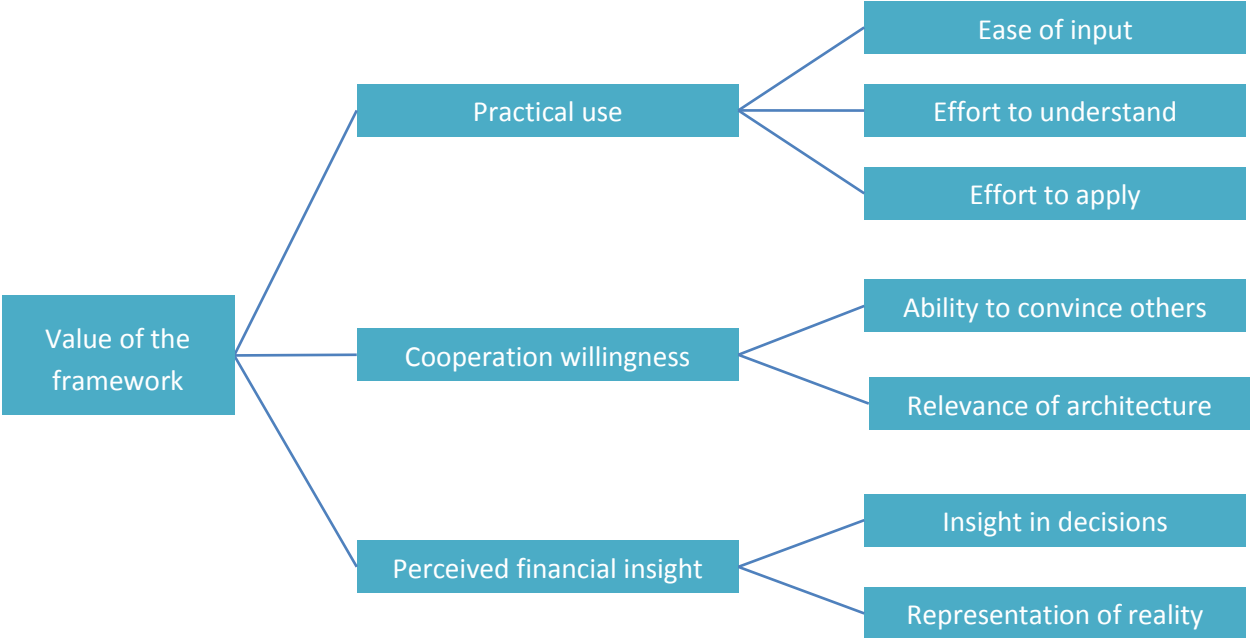 Value of the
framework
Practical use
Ease of input
Effort to understand
Effort to apply
Cooperation willingness
Ability to convince others
Relevance of architecture
Perceived financial insight
Insight in decisions
Representation of reality